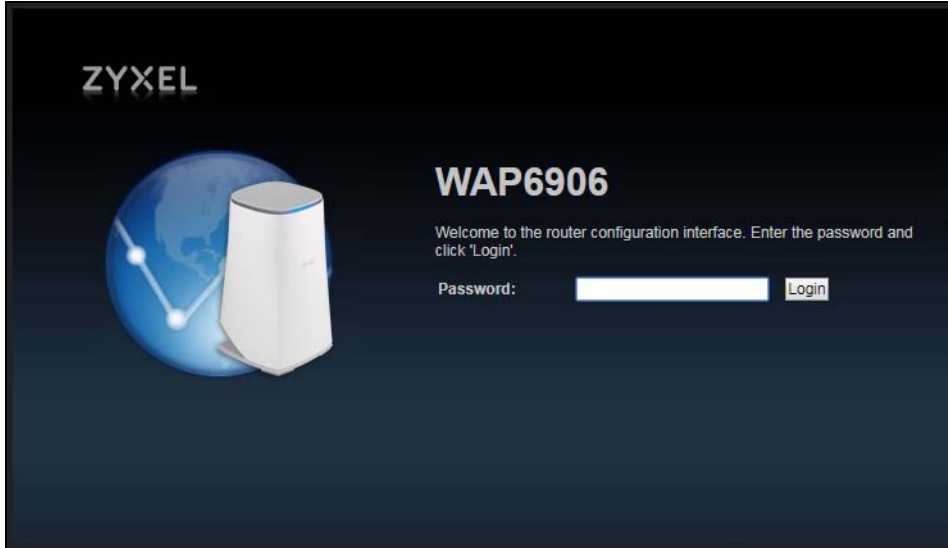 ZYXEL
WAP6906
Welcome to the router configuration interface. Enter the password and
click 'Login'.
Password:
Login